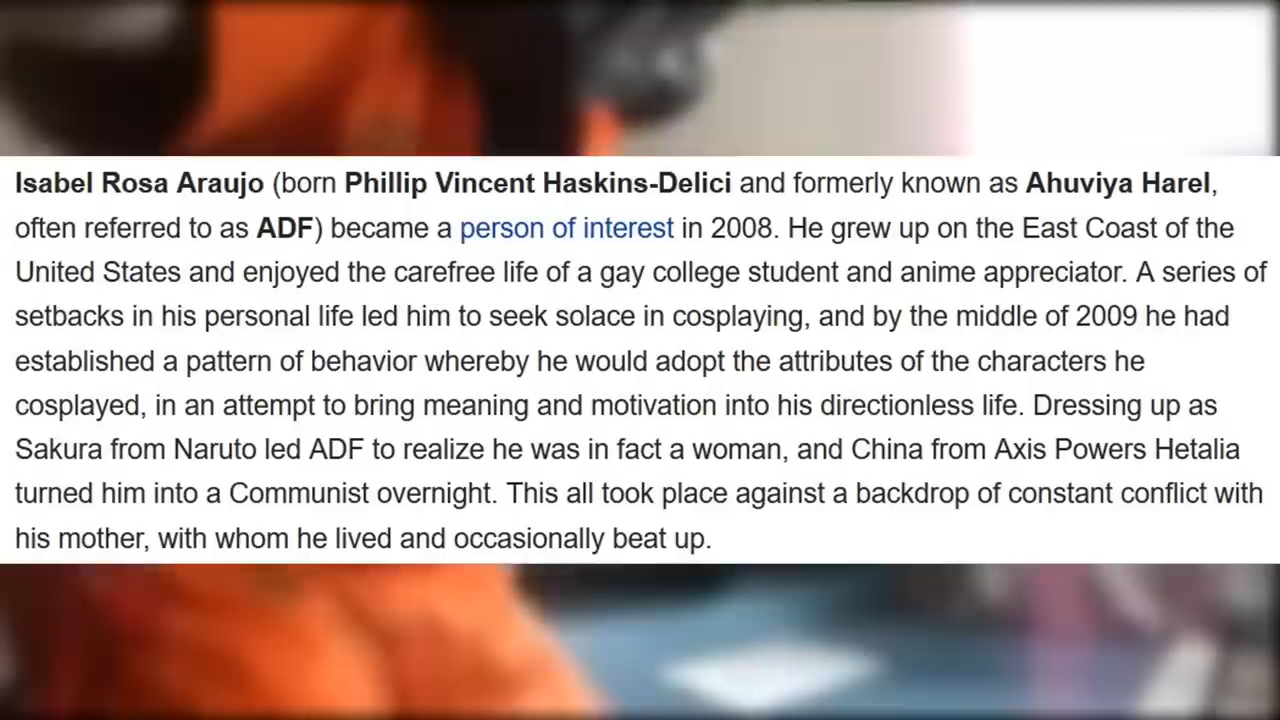 Isabel Rosa Araujo (born Phillip Vincent Haskins-Delici and formerly known as Ahuviya Harel,
often referred to as ADF) became a person of interest in 2008. He grew up on the East Coast of the
United States and enjoyed the carefree life of a gay college student and anime appreciator. A series of
setbacks in his personal life led him to seek solace in cosplaying, and by the middle of 2009 he had
established a pattern of behavior whereby he would adopt the attributes of the characters he
cosplayed, in an attempt to bring meaning and motivation into his directionless life. Dressing up as
Sakura from Naruto led ADF to realize he was in fact a woman, and China from Axis Powers Hetalia
turned him into a Communist overnight. This all took place against a backdrop of constant conflict with
his mother, with whom he lived and occasionally beat up.